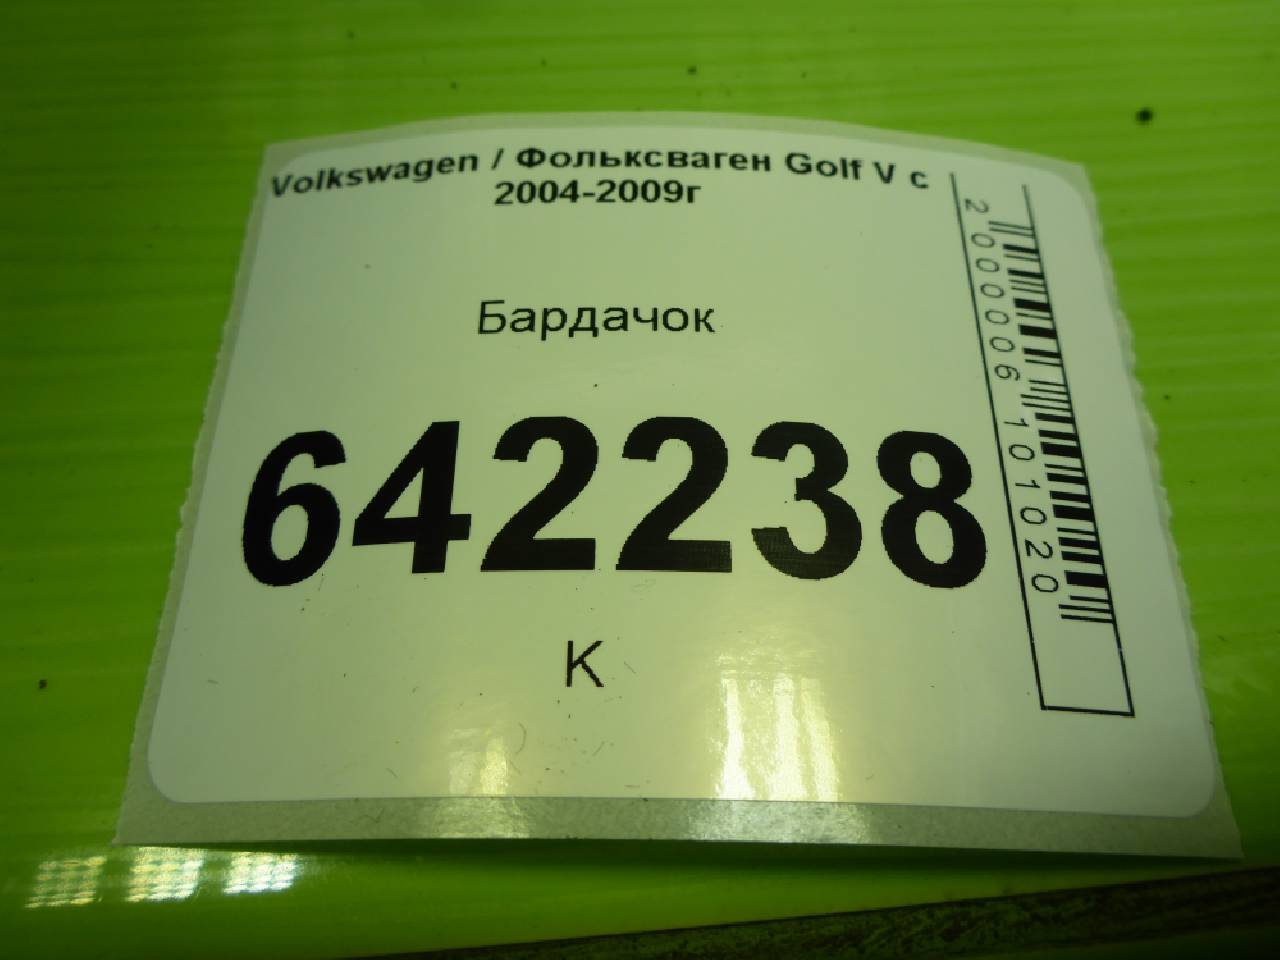 Volkswagen / Фольксваген Golf V с
2004-2009г
Бардачок
642238
К
2000006101020